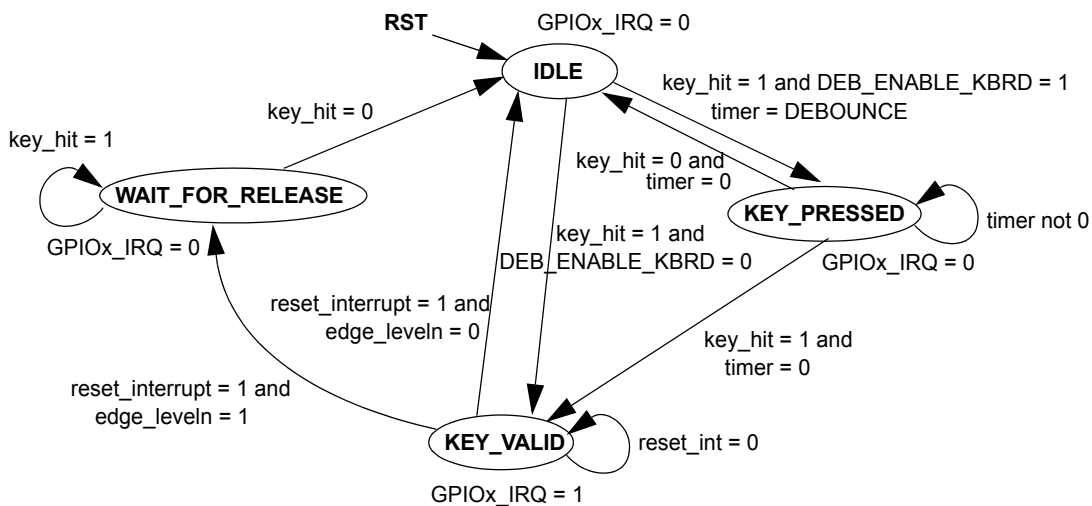 RST
GPIOx_IRQ = 0
IDLE
key_hit = 1 and DEB_ENABLE_KBRD = 1
timer = DEBOUNCE
key_hit = 0
key_hit = 1
WAIT_FOR_RELEASE
GPIOx_IRQ = 0
key_hit = 0 and
timer = 0
KEY_PRESSED
timer not 0
GPIOx_IRQ = 0
key_hit = 1 and
DEB_ENABLE_KBRD = 0
reset_interrupt = 1 and
edge_leveln = 0
key_hit = 1 and
timer = 0
reset_interrupt = 1 and
edge_leveln = 1
KEY_VALID
reset_int = 0
GPIOx_IRQ = 1